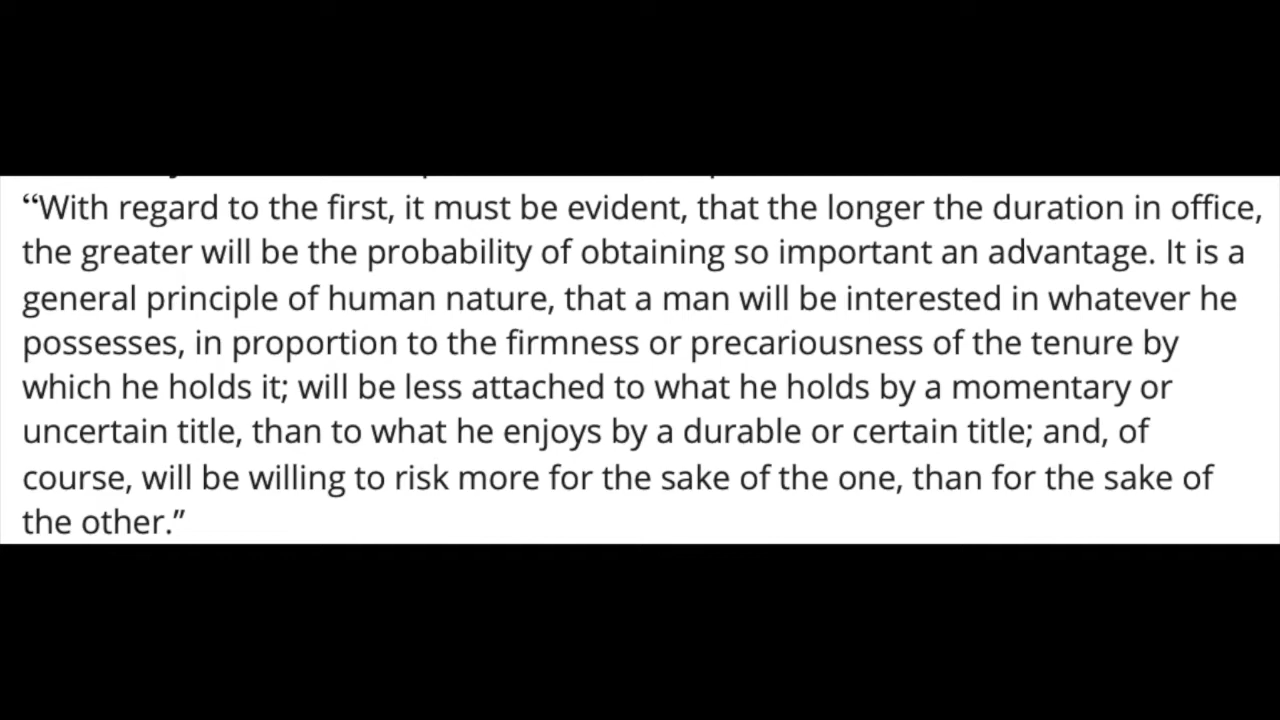 “With regard to the first, it must be evident, that the longer the duration in office,
the greater will be the probability of obtaining so important an advantage. It is a
general principle of human nature, that a man will be interested in whatever he
possesses, in proportion to the firmness or precariousness of the tenure by
which he holds it; will be less attached to what he holds by a momentary or
uncertain title, than to what he enjoys by a durable or certain title; and, of
course, will be willing to risk more for the sake of the one, than for the sake of
the other.”